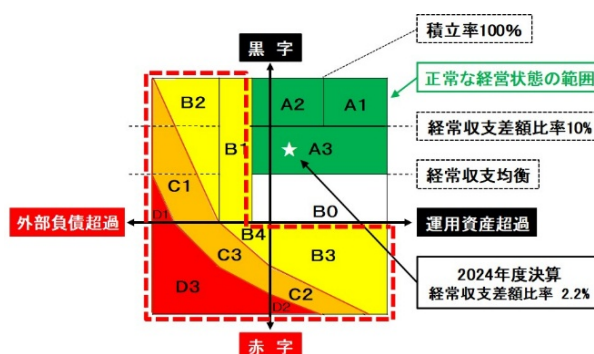 積立率100%
黒 字
正常な経営状態の範囲
B2
A2
A1
経常収支差額比率10%
B1
A3
経常収支均衡
C1
D1
B0
外部負債超過
運用資産超過
B4
C3
B3
D3
C2
D2
2024年度決算
経常収支差額比率 2.2%
赤 字